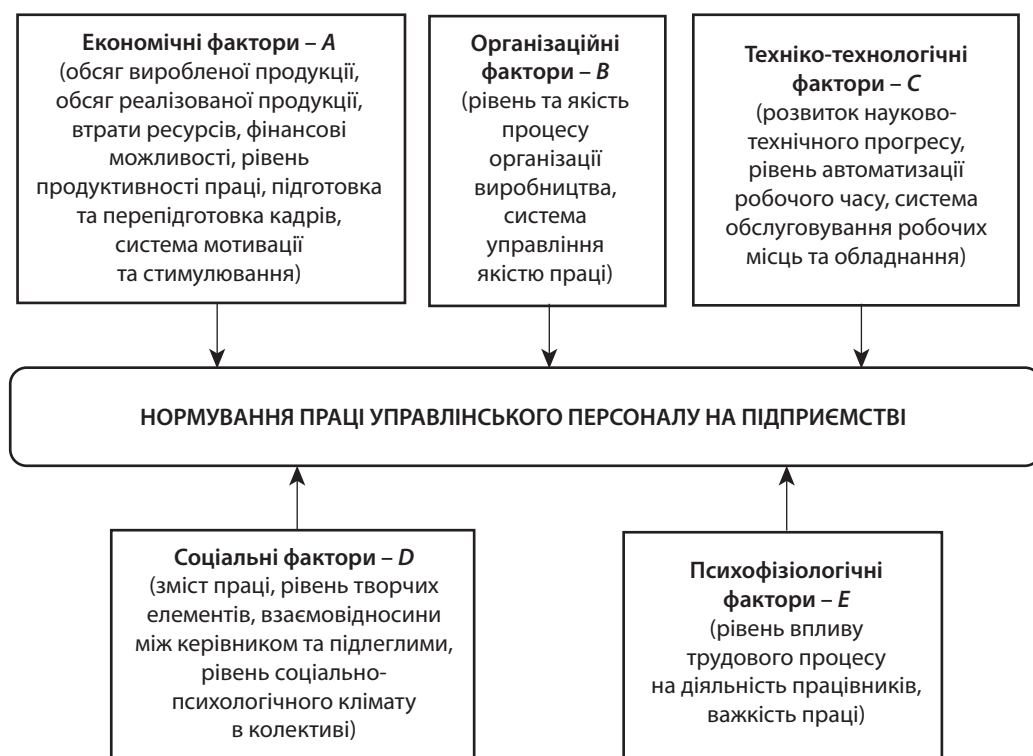 Економічні фактори – A
(обсяг виробленої продукції,
обсяг реалізованої продукції,
втрати ресурсів, фінансові
можливості, рівень
продуктивності праці, підготовка
та перепідготовка кадрів,
система мотивації
та стимулювання)
Організаційні
фактори – B
(рівень та якість
процесу
організації
виробництва,
система
управління
якістю праці)
Техніко-технологічні
фактори – C
(розвиток науково-
технічного прогресу,
рівень автоматизації
робочого часу, система
обслуговування робочих
місць та обладнання)
НОРМУВАННЯ ПРАЦІ УПРАВЛІНСЬКОГО ПЕРСОНАЛУ НА ПІДПРИЄМСТВІ
Соціальні фактори – D
(зміст праці, рівень творчих
елементів, взаємовідносини
між керівником та підлеглими,
рівень соціально-
психологічного клімату
в колективі)
Психофізіологічні
фактори – E
(рівень впливу
трудового процесу
на діяльність працівників,
важкість праці)